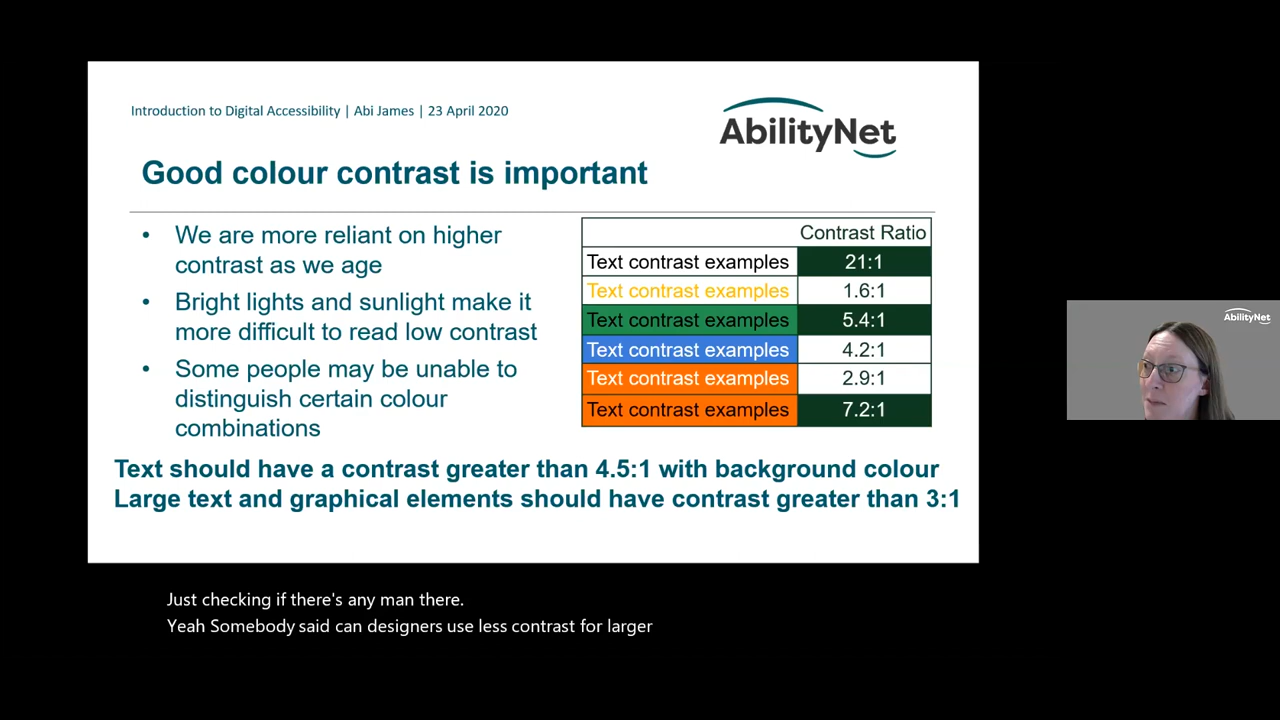 Introduction to Digital Accessibility | Abi James | 23 April 2020
AbilityNet
Good colour contrast is important
• We are more reliant on higher
contrast as we age
• Bright lights and sunlight make it
more difficult to read low contrast
• Some people may be unable to
distinguish certain colour
combinations
Contrast Ratio
Text contrast examples 21:1
Text contrast examples 1.6:1
Text contrast examples 5.4:1
Text contrast examples 4.2:1
Text contrast examples 2.9:1
Text contrast examples 7.2:1
Text should have a contrast greater than 4.5:1 with background colour
Large text and graphical elements should have contrast greater than 3:1
AbilityNet
Just checking if there's any man there.
Yeah Somebody said can designers use less contrast for larger